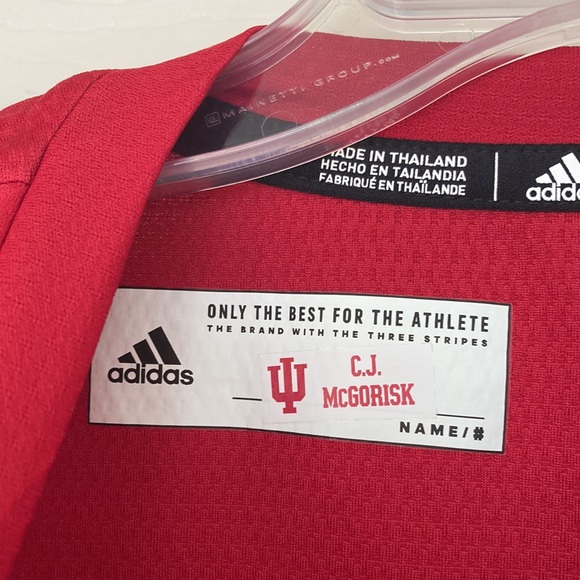 MAINETTI GROUP.COM
MADE IN THAILAND
HECHO EN TAILANDIA
FABRIQUÉ EN THAÏLANDE
adidas
ONLY THE BEST FOR THE ATHLETE
THE BRAND WITH THE THREE STRIPES
adidas
IU
C.J.
McGORISK
NAME/#